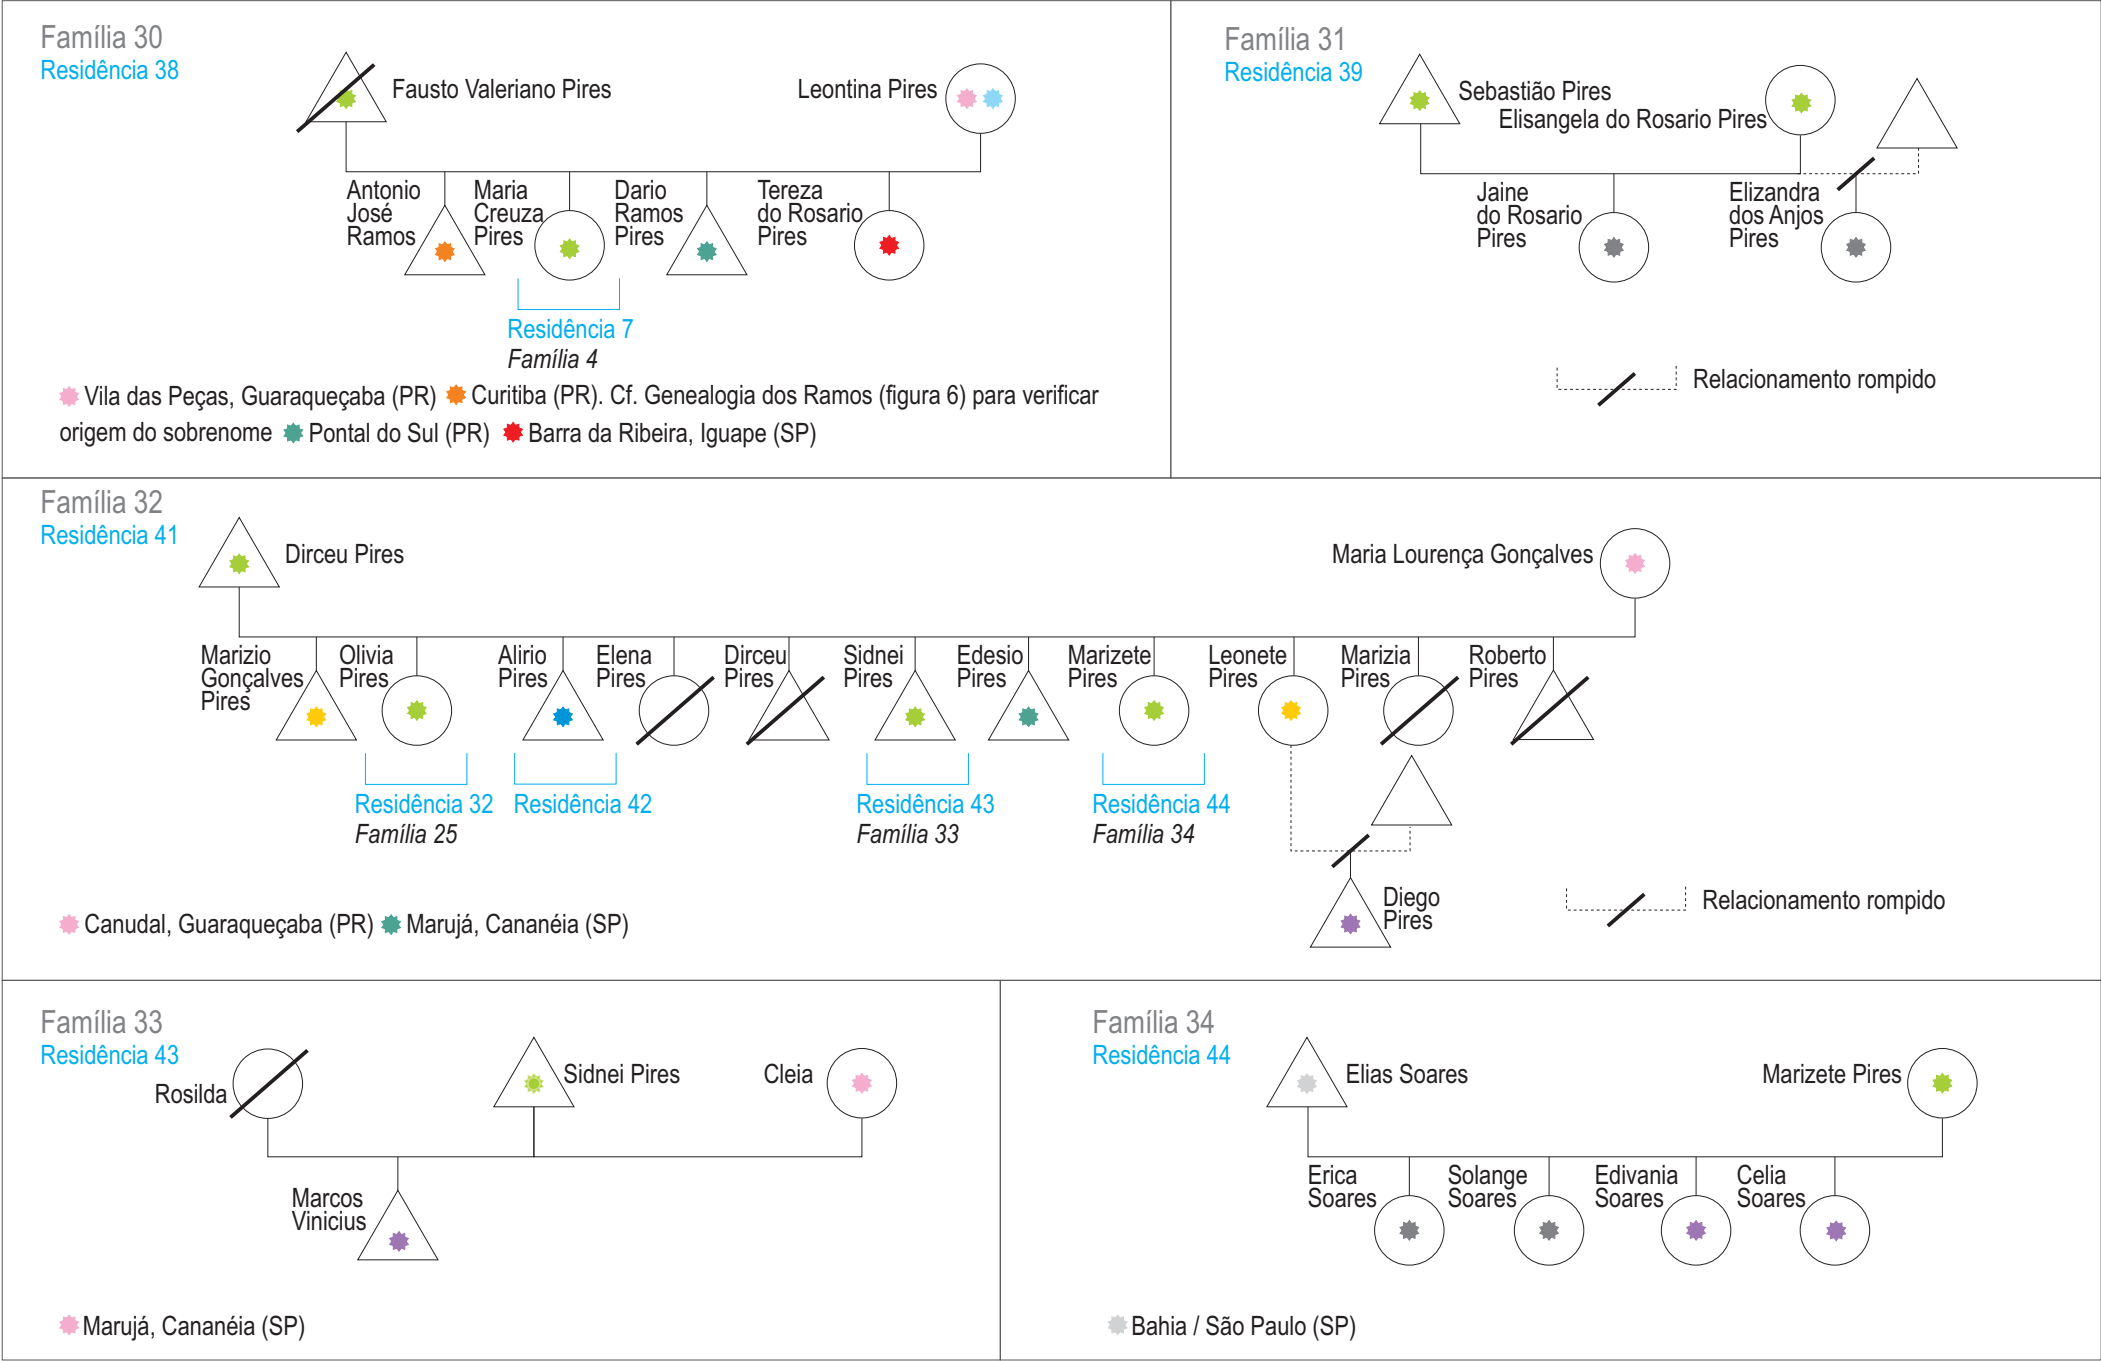 Família 30
Residência 38
Fausto Valeriano Pires
Leontina Pires
Antonio
José
Ramos
Maria
Creuza
Pires
Dario
Ramos
Pires
Tereza
do Rosario
Pires
Residência 7
Família 4
Vila das Peças, Guaraqueçaba (PR) Curitiba (PR). Cf. Genealogia dos Ramos (figura 6) para verificar
origem do sobrenome Pontal do Sul (PR) Barra da Ribeira, Iguape (SP)
Família 31
Residência 39
Sebastião Pires
Elisangela do Rosario Pires
Jaine
do Rosario
Pires
Elizandra
dos Anjos
Pires
Relacionamento rompido
Família 32
Residência 41
Dirceu Pires
Maria Lourença Gonçalves
Marizio
Gonçalves
Pires
Olivia
Pires
Alirio
Pires
Elena
Pires
Dirceu
Pires
Sidnei
Pires
Edesio
Pires
Marizete
Pires
Leonete
Pires
Marizia
Pires
Roberto
Pires
Residência 32
Família 25
Residência 42
Residência 43
Família 33
Residência 44
Família 34
Diego
Pires
Relacionamento rompido
Canudal, Guaraqueçaba (PR) Marujá, Cananéia (SP)
Família 33
Residência 43
Rosilda
Sidnei Pires
Cleia
Marcos
Vinicius
Marujá, Cananéia (SP)
Família 34
Residência 44
Elias Soares
Marizete Pires
Erica
Soares
Solange
Soares
Edivania
Soares
Celia
Soares
Bahia / São Paulo (SP)